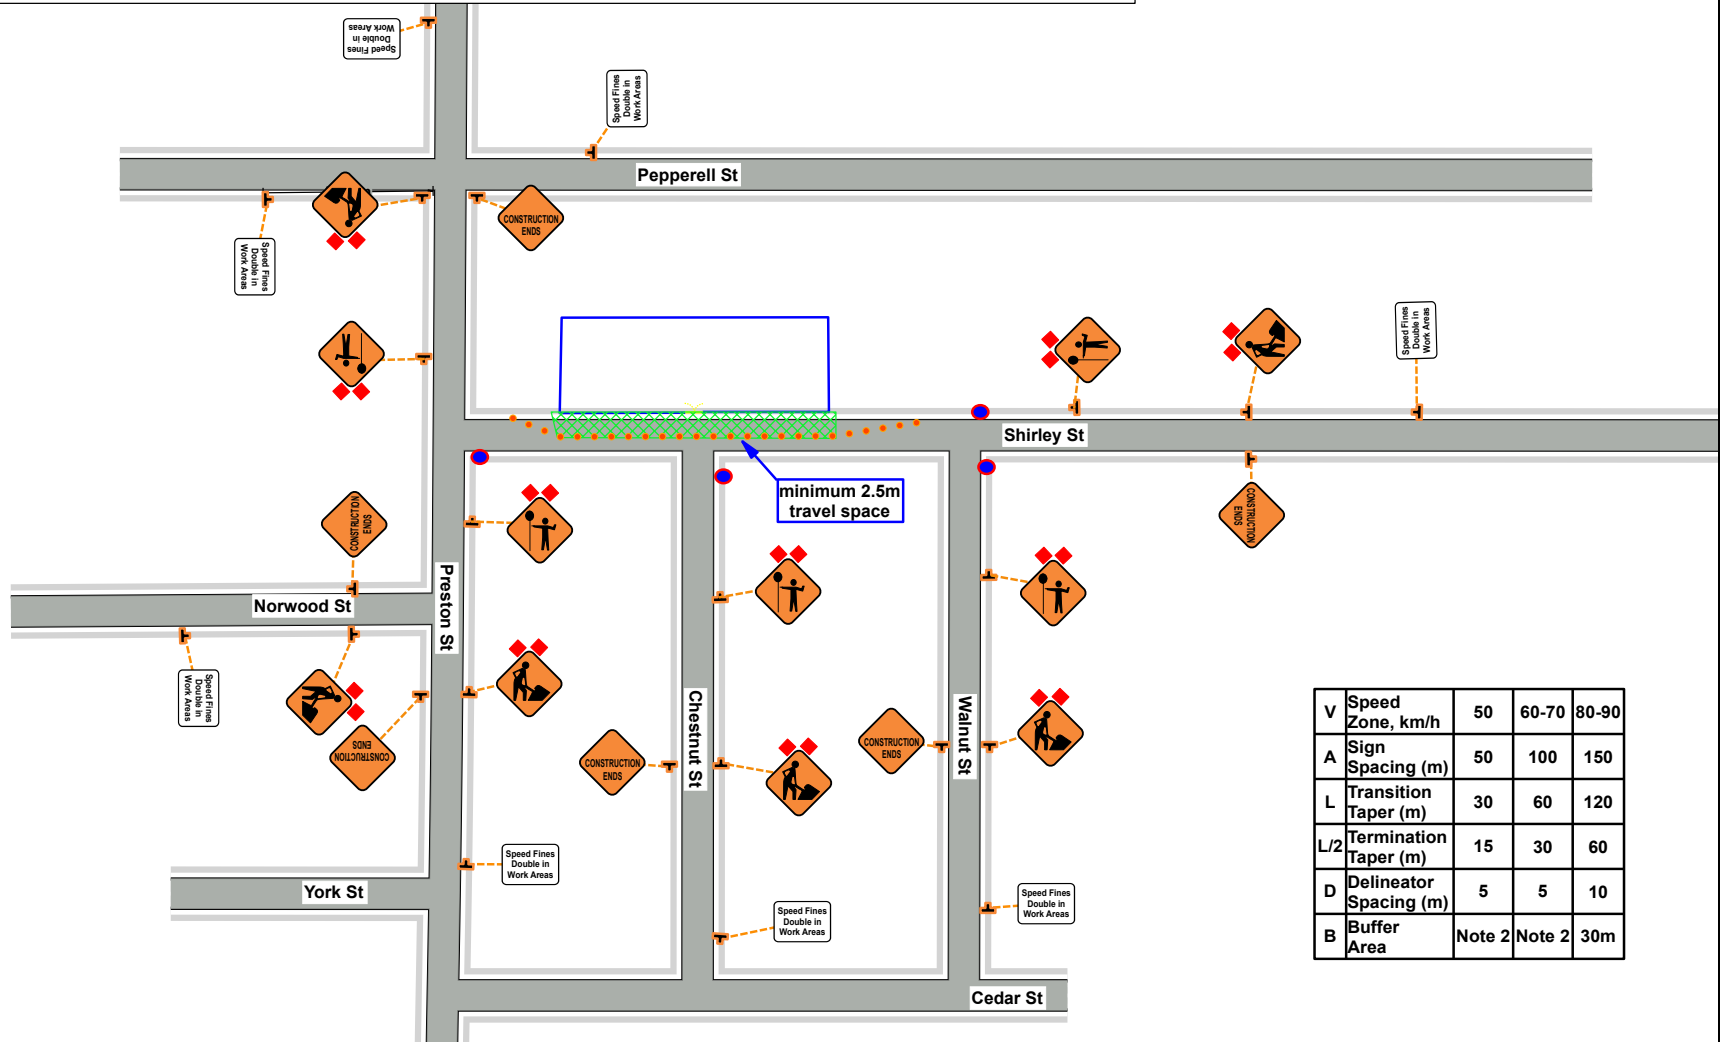 Speed Fines
Double in
Work Areas
Speed Fines
Double in
Work Areas
Pepperell St
CONSTRUCTION
ENDS
Speed Fines
Double in
Work Areas
Speed Fines
Double in
Work Areas
Shirley St
minimum 2.5m
travel space
CONSTRUCTION
ENDS
CONSTRUCTION
ENDS
Norwood St
Preston St
Speed Fines
Double in
Work Areas
CONSTRUCTION
ENDS
CONSTRUCTION
ENDS
Chestnut St
CONSTRUCTION
ENDS
Walnut St
Speed Fines
Double in
Work Areas
York St
Speed Fines
Double in
Work Areas
Speed Fines
Double in
Work Areas
Cedar St
V Speed Zone, km/h 50 60-70 80-90
A Sign Spacing (m) 50 100 150
L Transition Taper (m) 30 60 120
L/2 Termination Taper (m) 15 30 60
D Delineator Spacing (m) 5 5 10
B Buffer Area Note 2 Note 2 30m